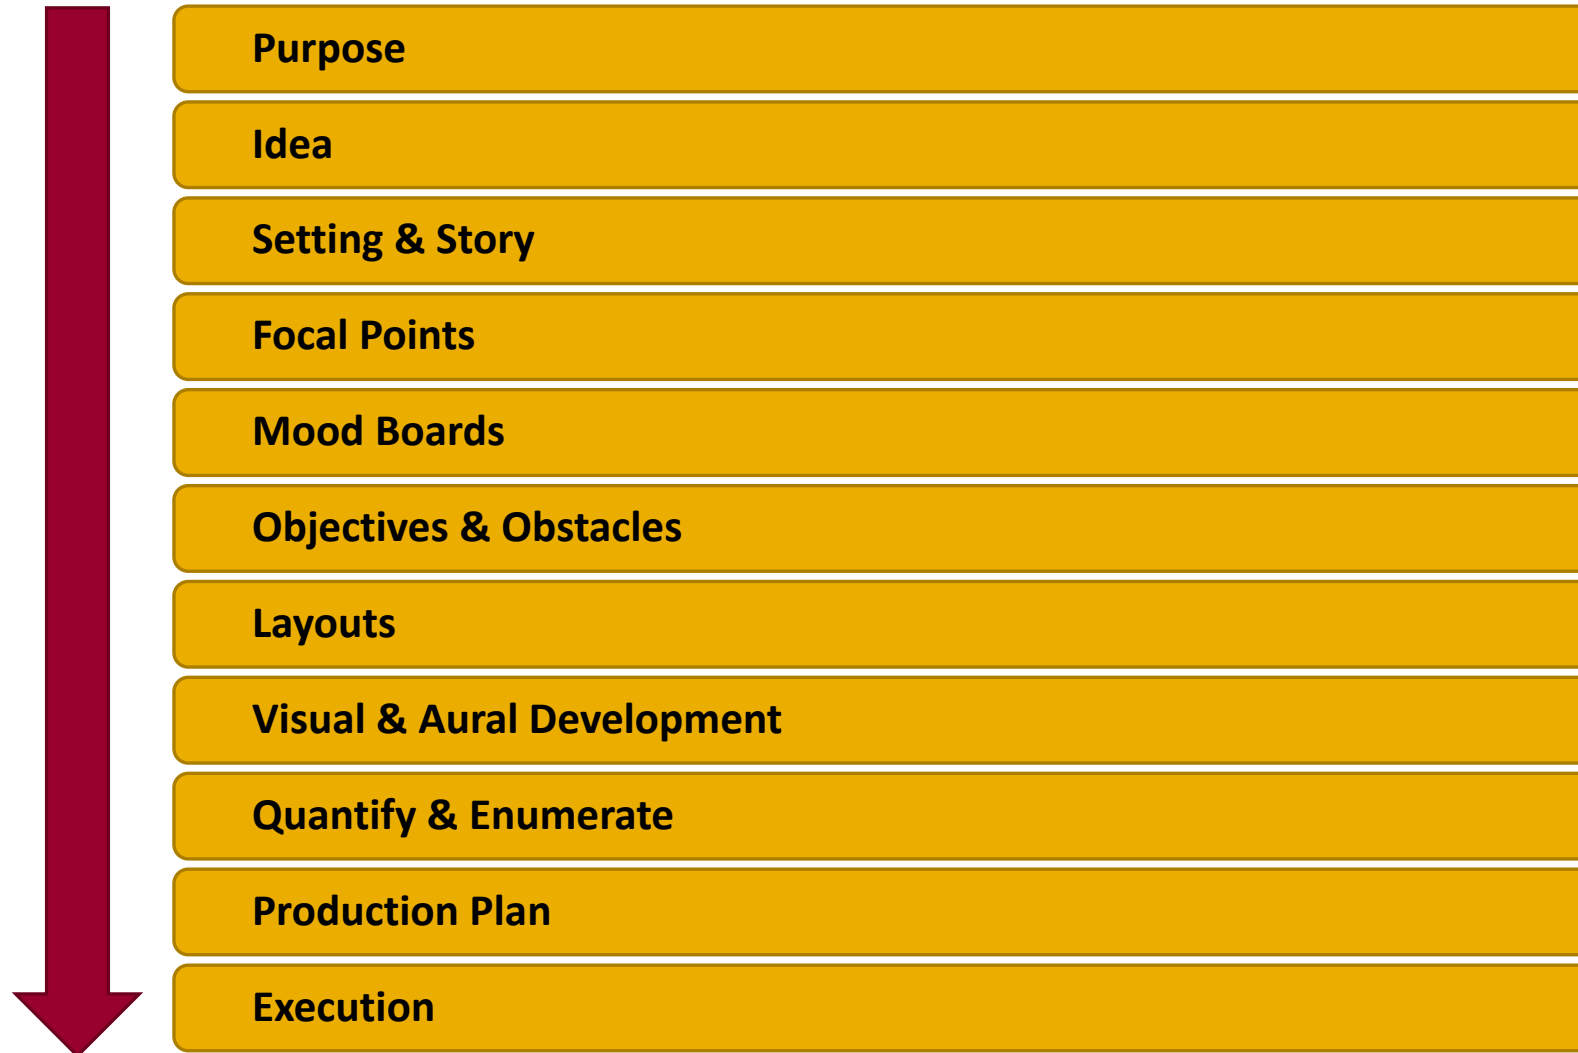 Purpose
Idea
Setting & Story
Focal Points
Mood Boards
Objectives & Obstacles
Layouts
Visual & Aural Development
Quantify & Enumerate
Production Plan
Execution